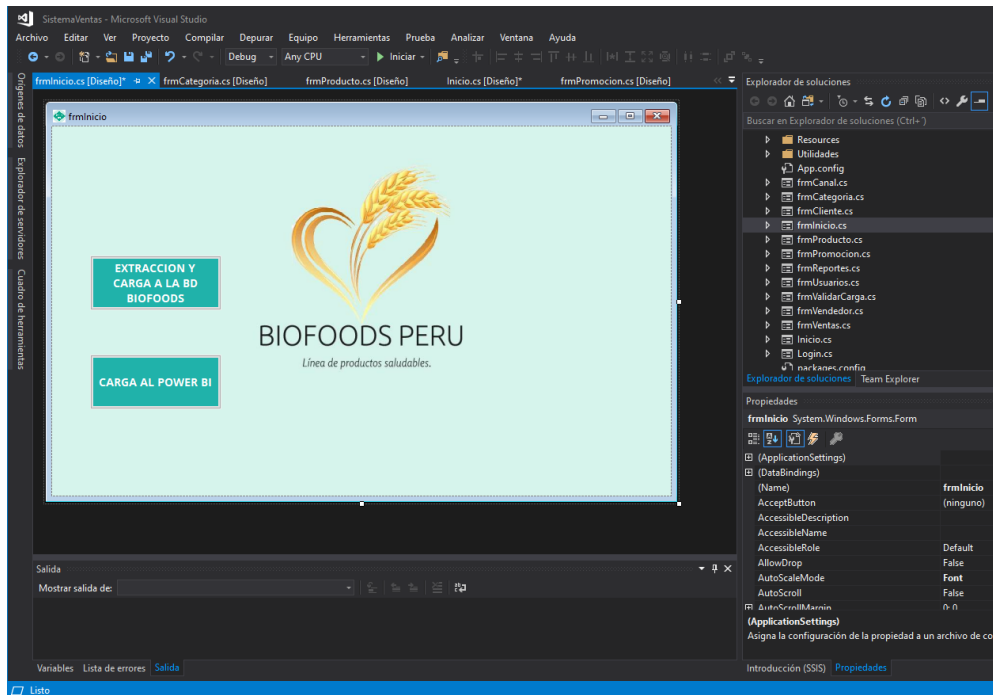 SistemaVentas - Microsoft Visual Studio
Archivo Editar Ver Proyecto Compilar Depurar Equipo Herramientas Prueba Analizar Ventana Ayuda
Debug Any CPU Iniciar
Orígenes de datos
Explorador de servidores
Cuadro de herramientas
frmInicio.cs [Diseño]* frmCategoria.cs [Diseño] frmProducto.cs [Diseño] Inicio.cs [Diseño]* frmPromocion.cs [Diseño]
frmInicio
EXTRACCION Y
CARGA A LA BD
BIOFOODS
CARGA AL POWER BI
BIOFOODS PERU
Línea de productos saludables.
Salida
Mostrar salida de:
Variables Lista de errores Salida
Listo
Explorador de soluciones
Buscar en Explorador de soluciones (Ctrl+´)
Resources
Utilidades
App.config
frmCanal.cs
frmCategoria.cs
frmCliente.cs
frmInicio.cs
frmProducto.cs
frmPromocion.cs
frmReportes.cs
frmUsuarios.cs
frmValidarCarga.cs
frmVendedor.cs
frmVentas.cs
Inicio.cs
Login.cs
packages.config
Explorador de soluciones Team Explorer
Propiedades
frmInicio System.Windows.Forms.Form
(ApplicationSettings)
(DataBindings)
(Name) frmInicio
AcceptButton (ninguno)
AccessibleDescription
AccessibleName
AccessibleRole Default
AllowDrop False
AutoScaleMode Font
AutoScroll False
AutoScrollMargin 0; 0
(ApplicationSettings)
Asigna la configuración de la propiedad a un archivo de co
Introducción (SSIS) Propiedades